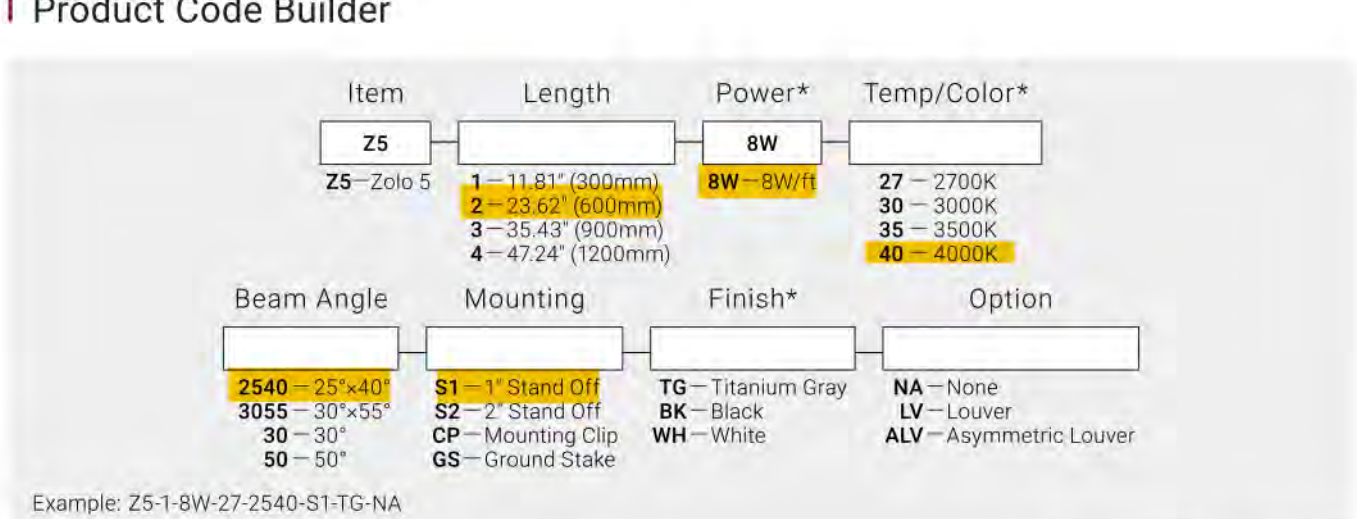 Product Code Builder
Item Length Power* Temp/Color*
Z5 8W
Z5—Zolo 5 1—11.81" (300mm) 8W—8W/ft 27—2700K
2—23.62" (600mm) 30—3000K
3—35.43" (900mm) 35—3500K
4—47.24" (1200mm) 40—4000K
Beam Angle Mounting Finish* Option
2540—25°×40° S1—1" Stand Off TG—Titanium Gray NA—None
3055—30°×55° S2—2" Stand Off BK—Black LV—Louver
30—30° CP—Mounting Clip WH—White ALV—Asymmetric Louver
50—50° GS—Ground Stake
Example: Z5-1-8W-27-2540-S1-TG-NA